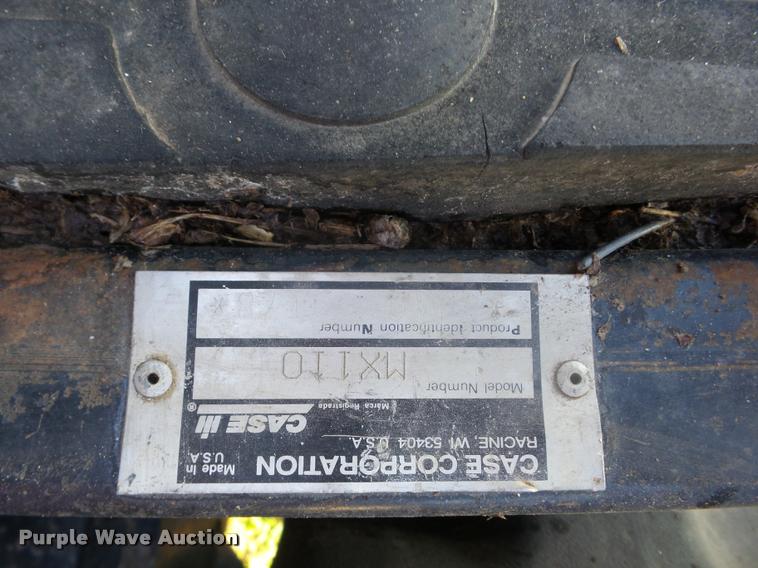 CASE CORPORATION
RACINE, WI 53404 U.S.A.
Made In
U.S.A
CASE III ®
Marca Registrada
Model Number
MX110
Product Identification Number
Purple Wave Auction